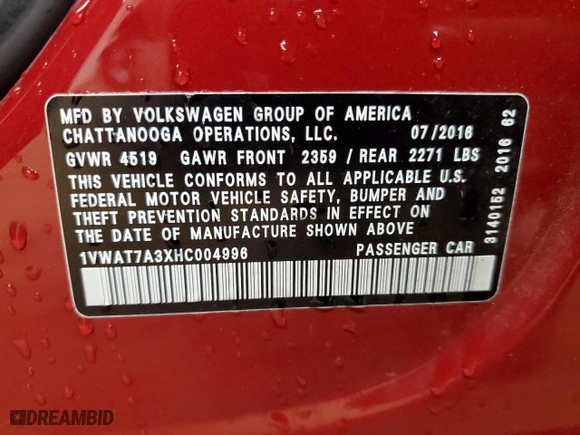 MFD BY VOLKSWAGEN GROUP OF AMERICA
CHATTANOOGA OPERATIONS, LLC. 07/2016
GVWR 4519 GAWR FRONT 2359 / REAR 2271 LBS
THIS VEHICLE CONFORMS TO ALL APPLICABLE U.S.
FEDERAL MOTOR VEHICLE SAFETY, BUMPER AND
THEFT PREVENTION STANDARDS IN EFFECT ON
THE DATE OF MANUFACTURE SHOWN ABOVE
1VWAT7A3XHC004996 PASSENGER CAR
3140152 2016 62
DREAMBID